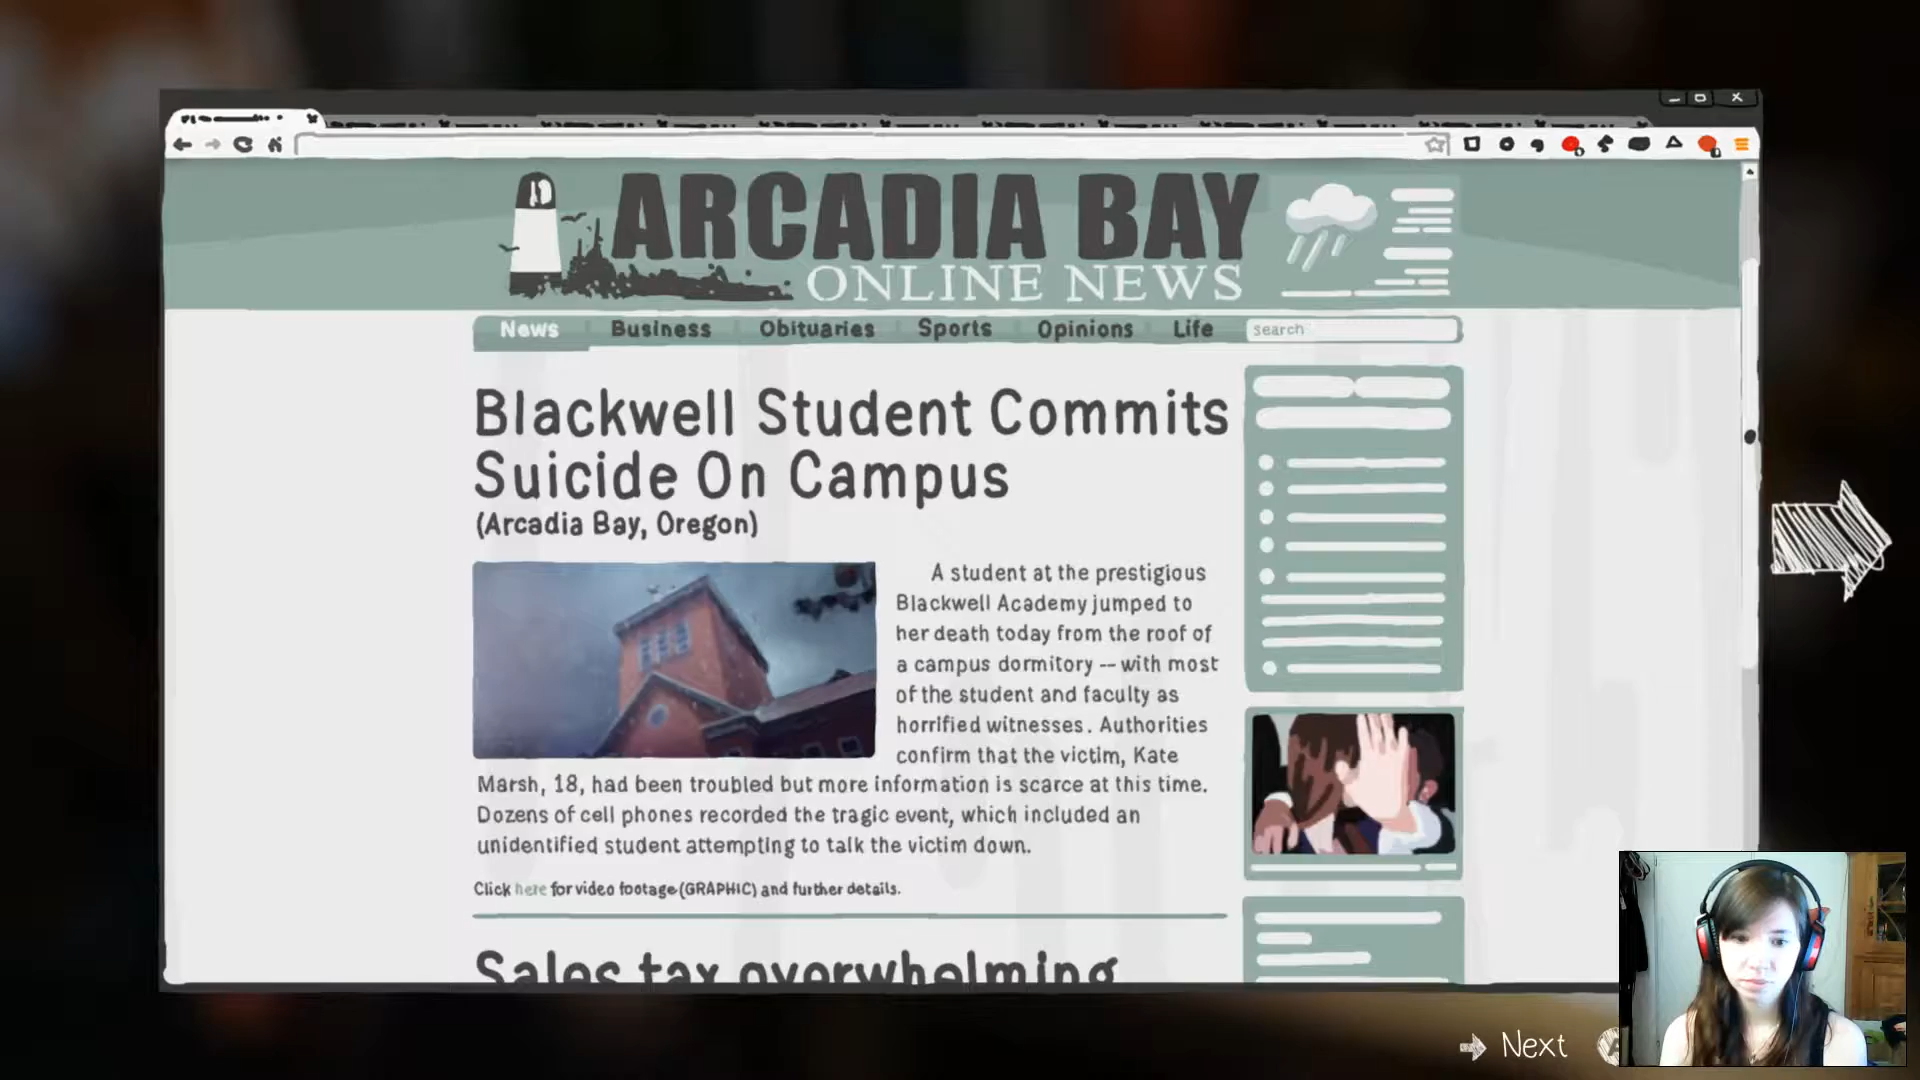 ARCADIA BAY
ONLINE NEWS
News Business Obituaries Sports Opinions Life search
Blackwell Student Commits
Suicide On Campus
(Arcadia Bay, Oregon)
A student at the prestigious
Blackwell Academy jumped to
her death today from the roof of
a campus dormitory -- with most
of the student and faculty as
horrified witnesses. Authorities
confirm that the victim, Kate
Marsh, 18, had been troubled but more information is scarce at this time.
Dozens of cell phones recorded the tragic event, which included an
unidentified student attempting to talk the victim down.
Click here for video footage (GRAPHIC) and further details.
Sales tax overwhelming
Next